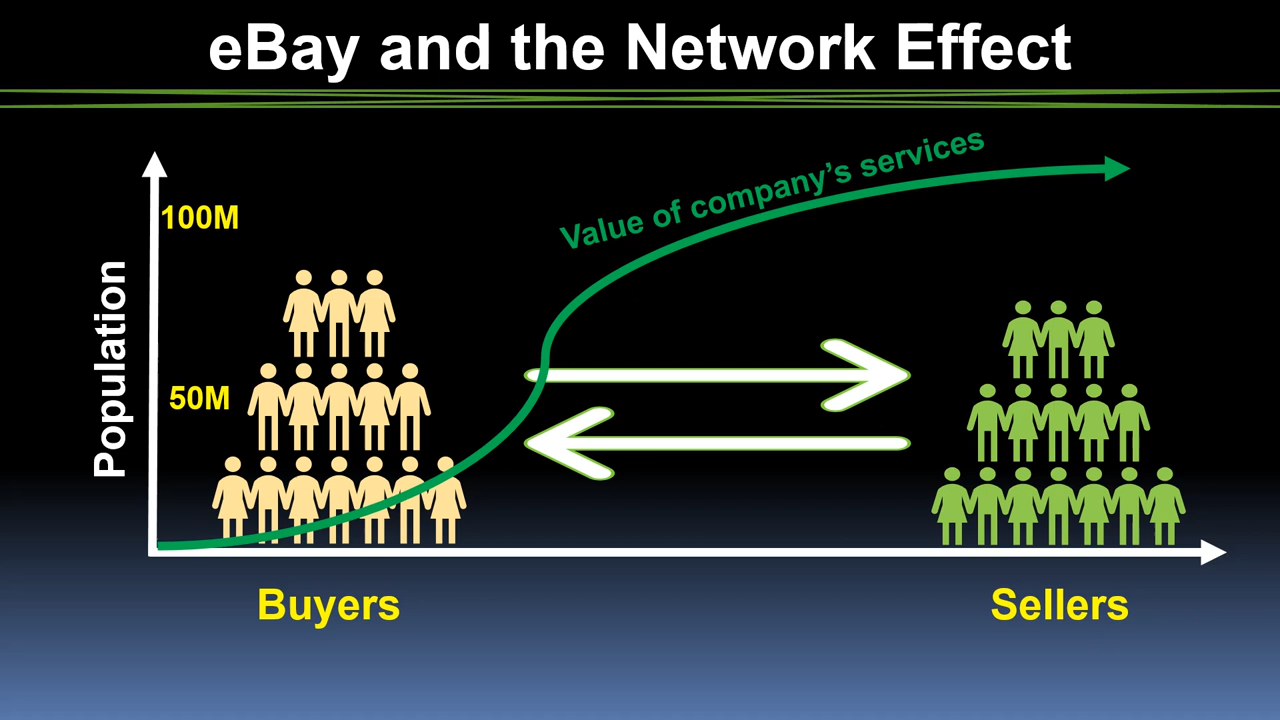 eBay and the Network Effect
Value of company’s services
100M
50M
Population
Buyers
Sellers